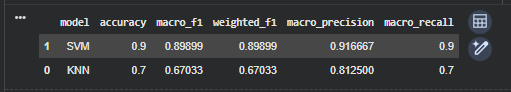 model accuracy macro_f1 weighted_f1 macro_precision macro_recall
1 SVM 0.9 0.89899 0.89899 0.916667 0.9
0 KNN 0.7 0.67033 0.67033 0.812500 0.7